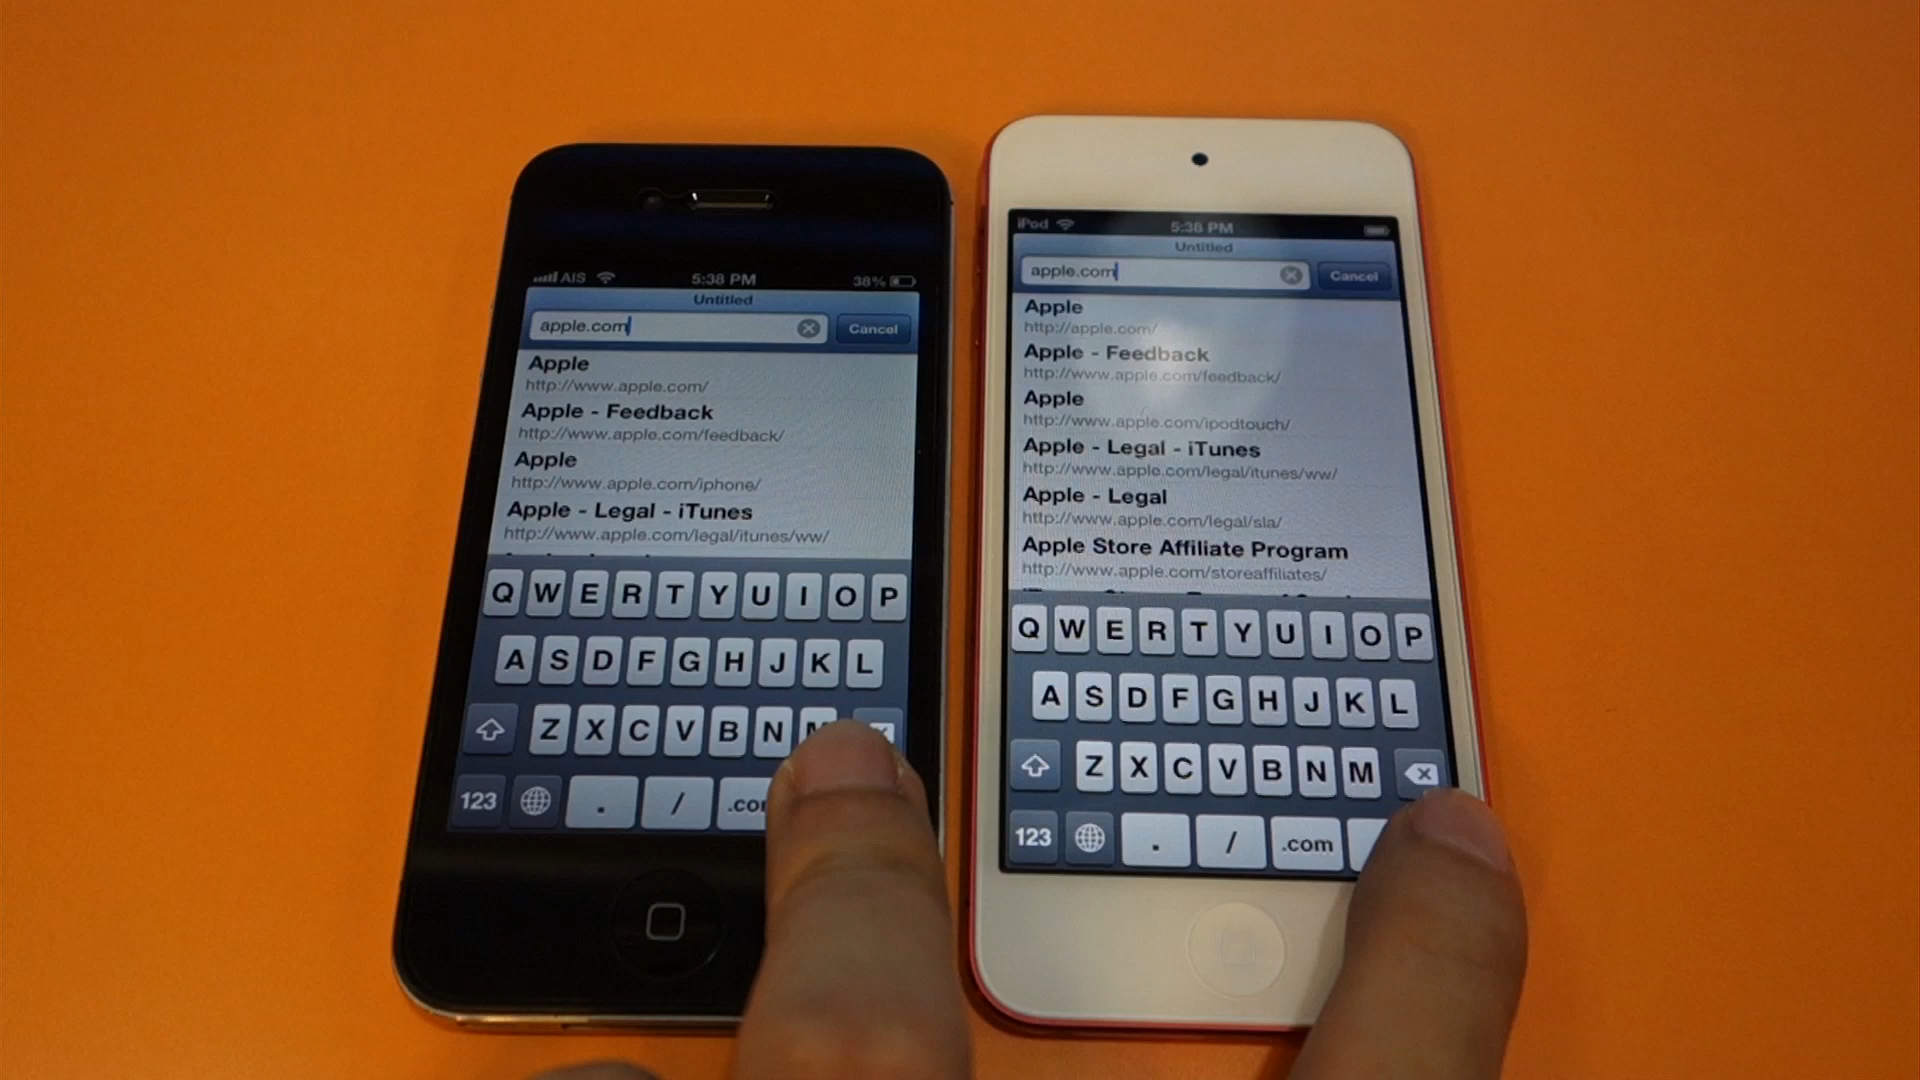 AIS 5:38 PM 38%
Untitled
apple.com Cancel
Apple
http://www.apple.com/
Apple - Feedback
http://www.apple.com/feedback/
Apple
http://www.apple.com/iphone/
Apple - Legal - iTunes
http://www.apple.com/legal/itunes/ww/
Q W E R T Y U I O P
A S D F G H J K L
Z X C V B N M
123 . / .com
iPod 5:38 PM
Untitled
apple.com Cancel
Apple
http://apple.com/
Apple - Feedback
http://www.apple.com/feedback/
Apple
http://www.apple.com/ipodtouch/
Apple - Legal - iTunes
http://www.apple.com/legal/itunes/ww/
Apple - Legal
http://www.apple.com/legal/sla/
Apple Store Affiliate Program
http://www.apple.com/storeaffiliates/
Q W E R T Y U I O P
A S D F G H J K L
Z X C V B N M
123 . / .com